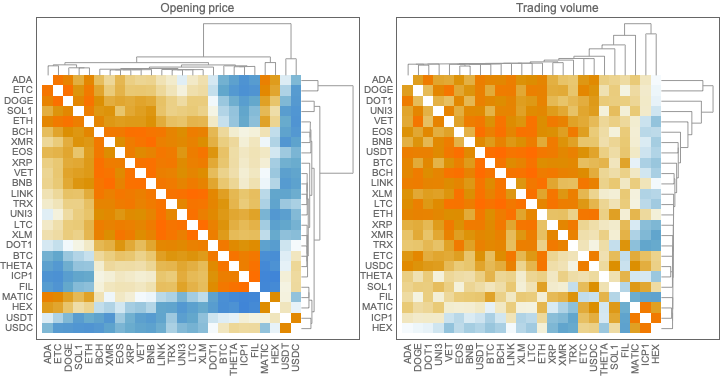 Opening price
ADA
ETC
DOGE
SOL1
ETH
BCH
XMR
EOS
XRP
VET
BNB
LINK
TRX
UNI3
LTC
XLM
DOT1
BTC
THETA
ICP1
FIL
MATIC
HEX
USDT
USDC
ADA ETC DOGE SOL1 ETH BCH XMR EOS XRP VET BNB LINK TRX UNI3 LTC XLM DOT1 BTC THETA ICP1 FIL MATIC HEX USDT USDC
Trading volume
ADA
DOGE
DOT1
UNI3
VET
EOS
BNB
USDT
BTC
BCH
LINK
XLM
LTC
ETH
XRP
XMR
TRX
ETC
USDC
THETA
SOL1
FIL
MATIC
ICP1
HEX
ADA DOGE DOT1 UNI3 VET EOS BNB USDT BTC BCH LINK XLM LTC ETH XRP XMR TRX ETC USDC THETA SOL1 FIL MATIC ICP1 HEX